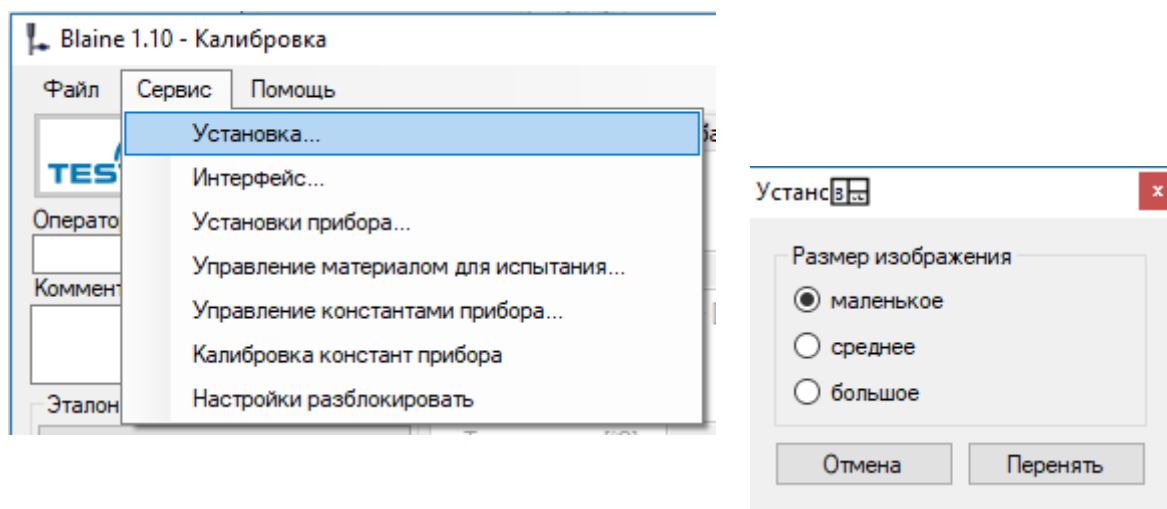 Blaine 1.10 - Калибровка
Файл Сервис Помощь
TES
Установка...
Интерфейс...
Установки прибора...
Управление материалом для испытания...
Управление константами прибора...
Калибровка констант прибора
Настройки разблокировать
Операто
Коммент
Эталон
Устанс
Размер изображения
маленькое
среднее
большое
Отмена Перенять